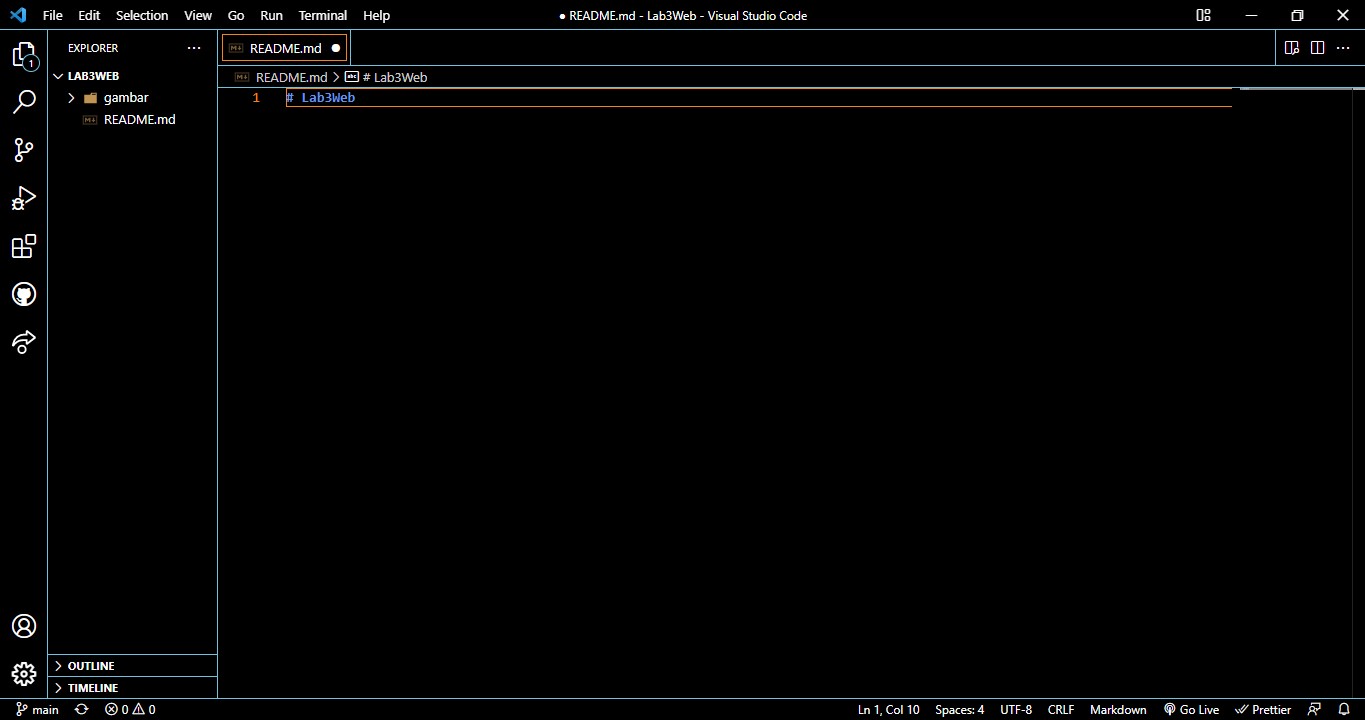 File Edit Selection View Go Run Terminal Help
● README.md - Lab3Web - Visual Studio Code
EXPLORER
README.md
1
LAB3WEB
README.md > # Lab3Web
gambar
1 # Lab3Web
README.md
OUTLINE
TIMELINE
main 0 0 Ln 1, Col 10 Spaces: 4 UTF-8 CRLF Markdown Go Live Prettier